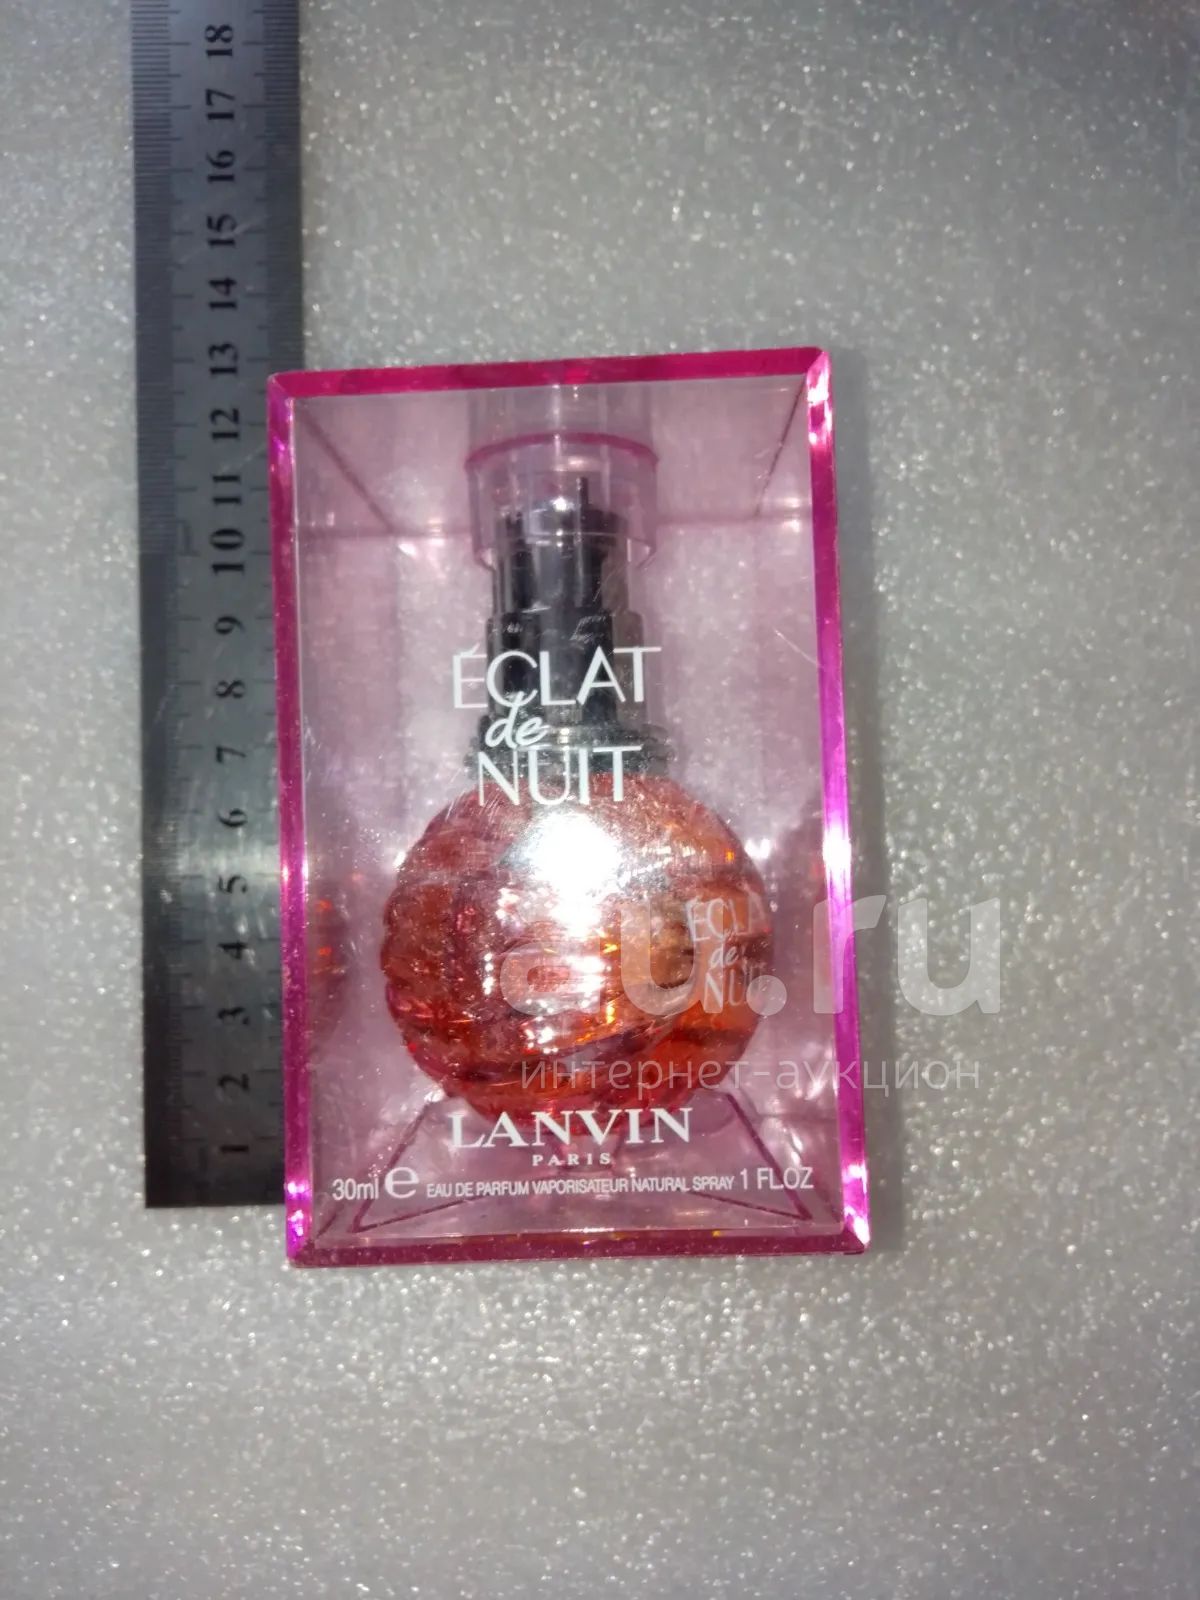 18
17
16
15
14
13
12
11
10
9
8
7
6
5
4
3
2
1
ÉCLAT
de
NUIT
de
au.ru
интернет-аукцион
LANVIN
PARIS
30ml e EAU DE PARFUM VAPORISATEUR NATURAL SPRAY 1 FL.OZ